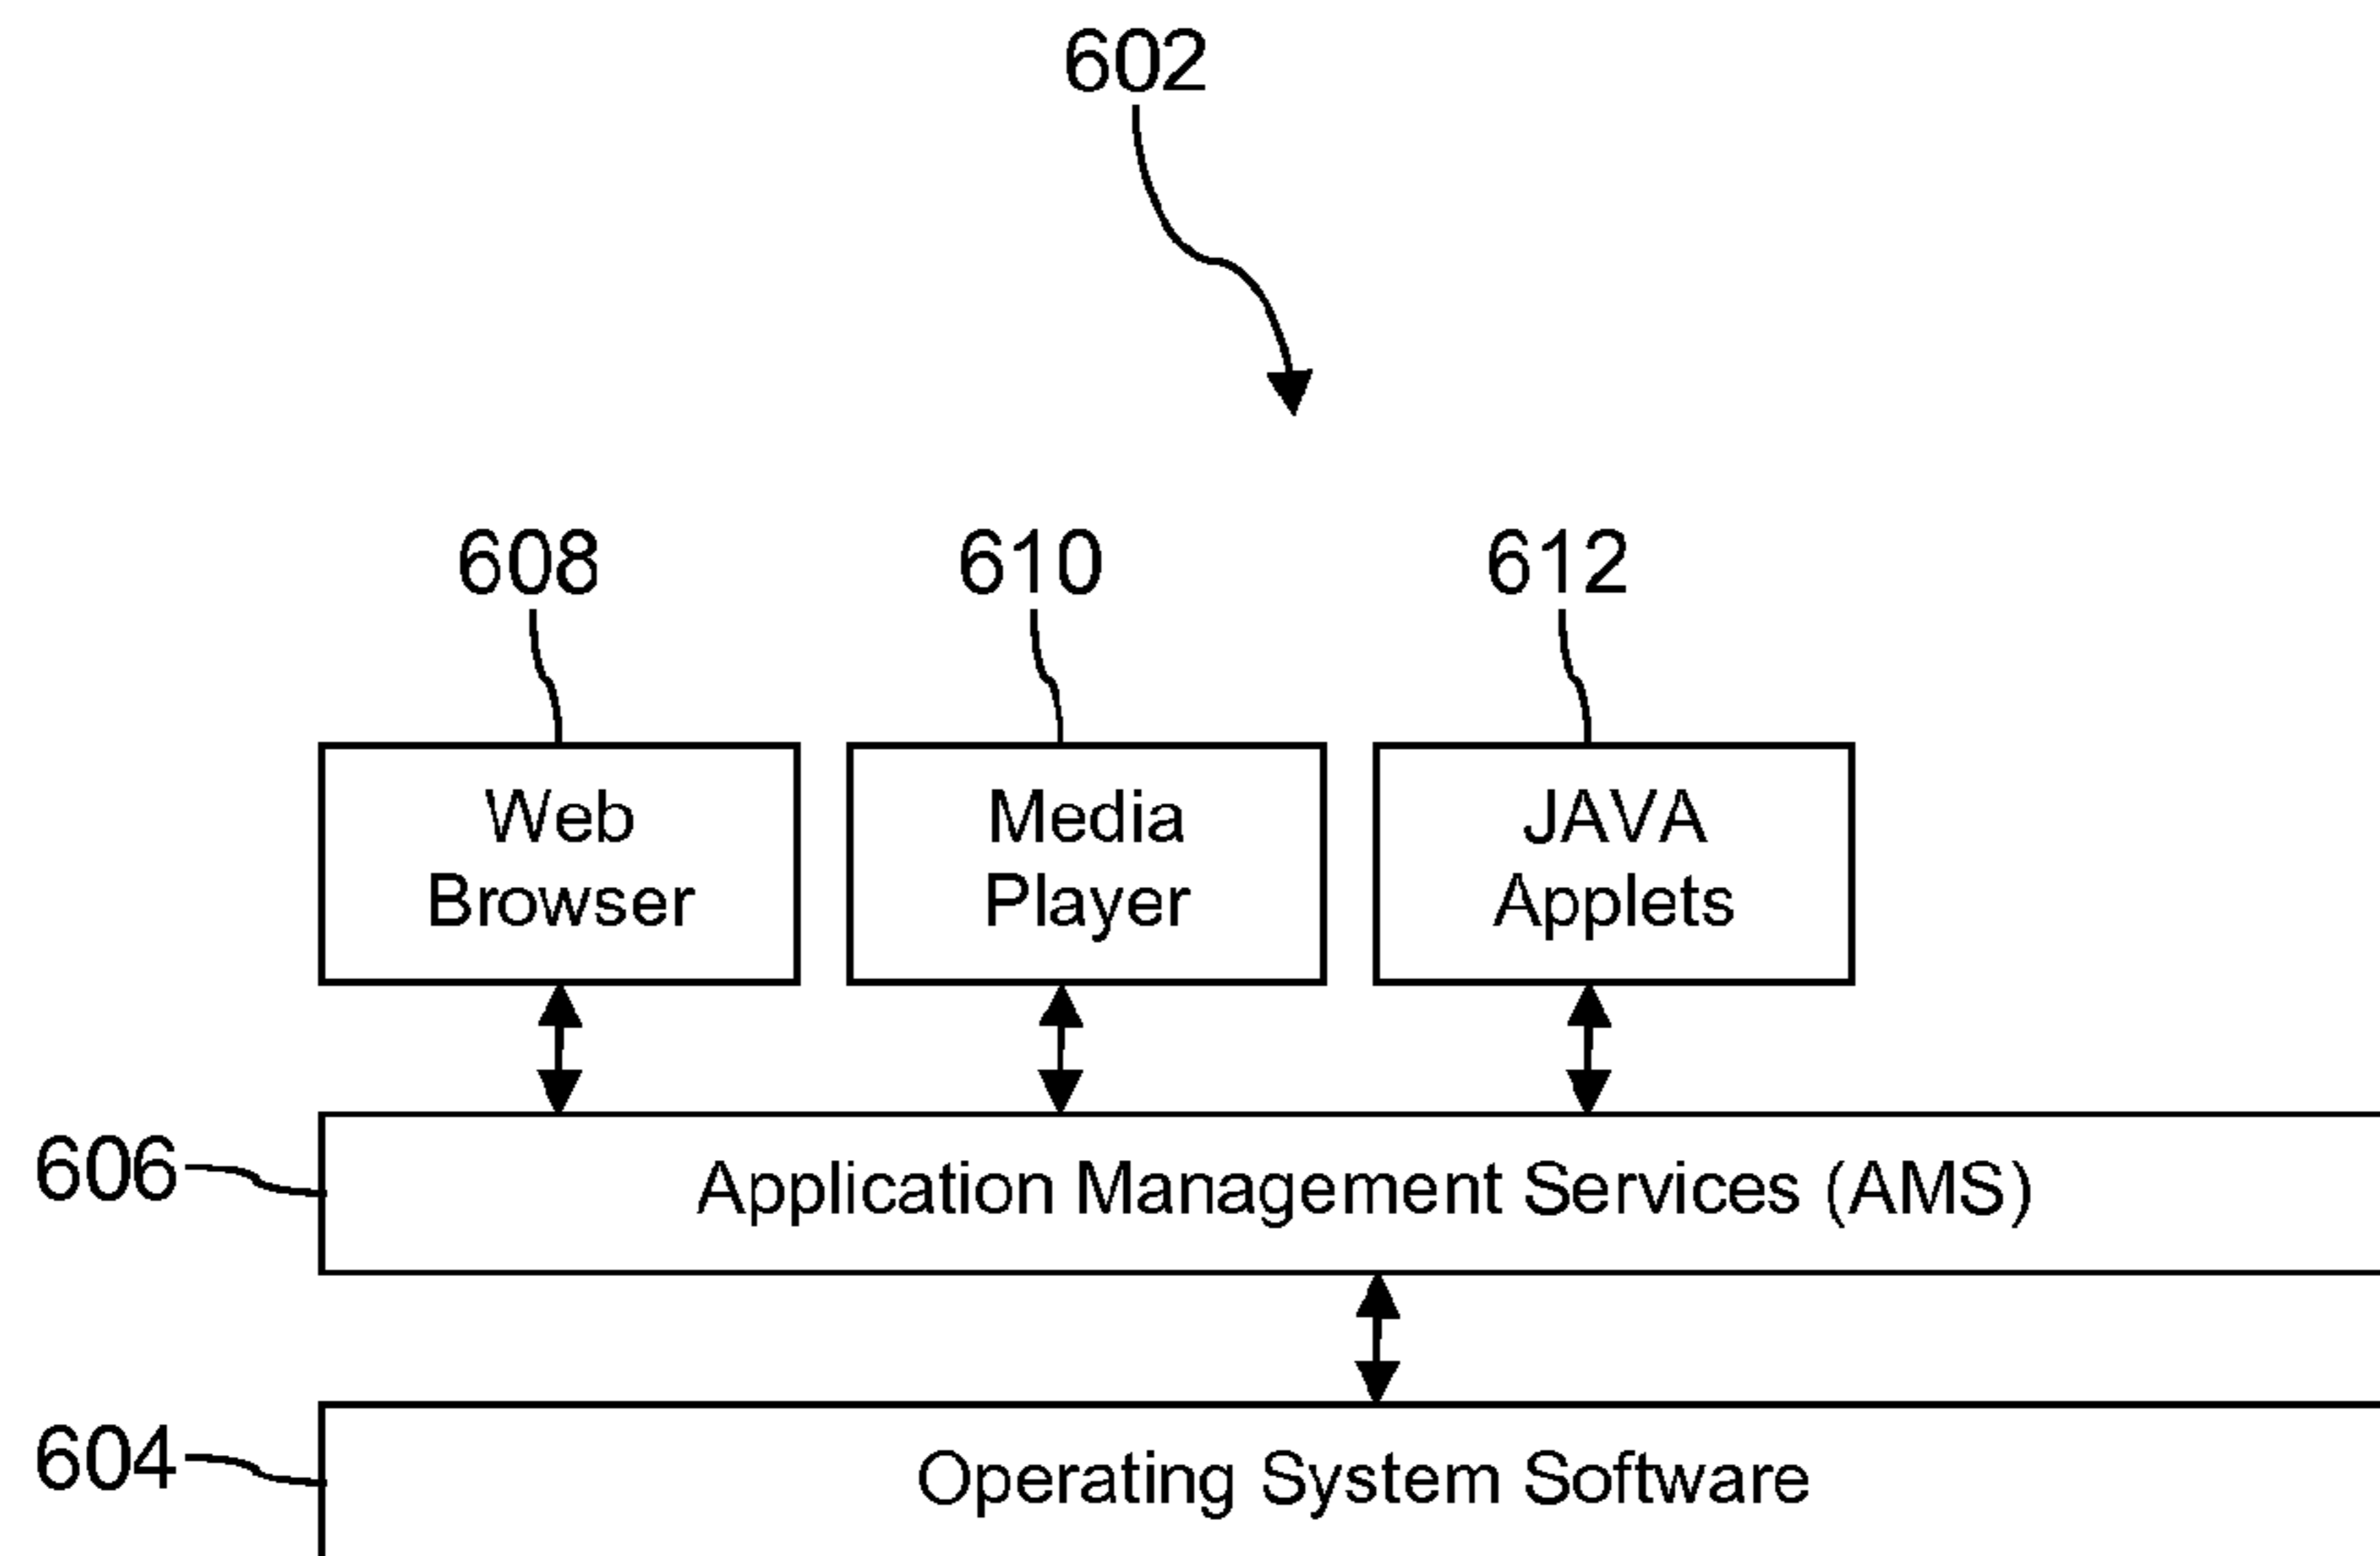 602
608
610
612
Web
Browser
Media
Player
JAVA
Applets
606
Application Management Services (AMS)
604
Operating System Software